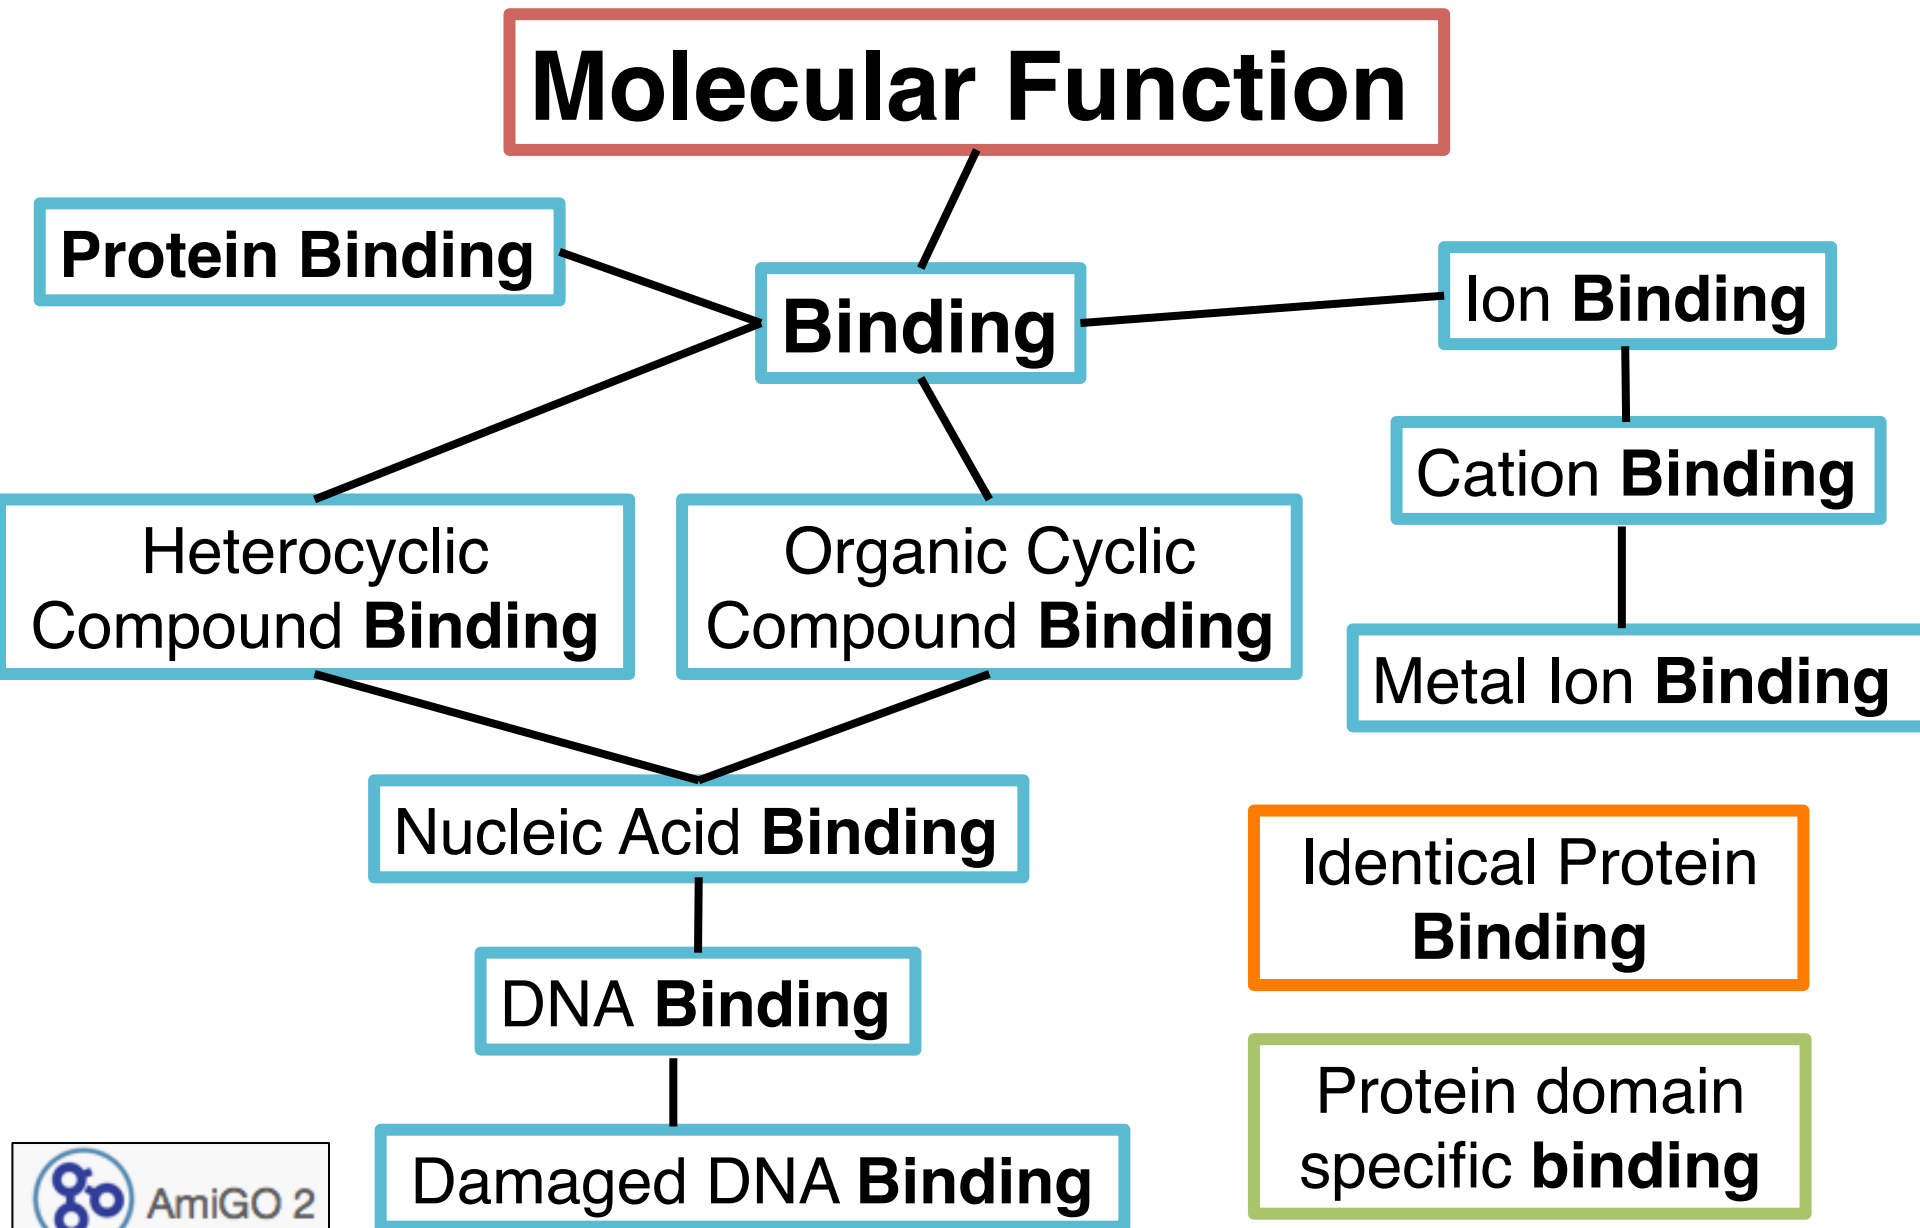 Molecular Function
Protein Binding
Binding
Ion Binding
Cation Binding
Heterocyclic
Compound Binding
Organic Cyclic
Compound Binding
Metal Ion Binding
Nucleic Acid Binding
Identical Protein
Binding
DNA Binding
Protein domain
specific binding
Damaged DNA Binding
go AmiGO 2